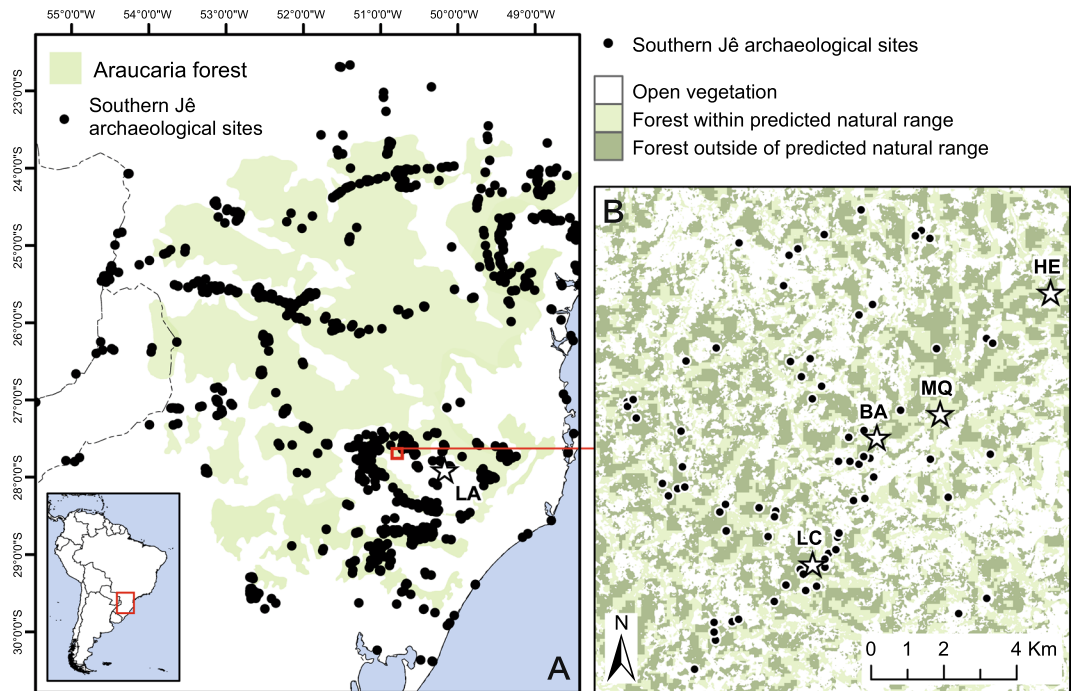 55°0'0"W 54°0'0"W 53°0'0"W 52°0'0"W 51°0'0"W 50°0'0"W 49°0'0"W
23°0'0"S
24°0'0"S
25°0'0"S
26°0'0"S
27°0'0"S
28°0'0"S
29°0'0"S
30°0'0"S
Araucaria forest
Southern Jê
archaeological sites
LA
A
Southern Jê archaeological sites
Open vegetation
Forest within predicted natural range
Forest outside of predicted natural range
B
HE
MQ
BA
LC
N
0 1 2 4 Km